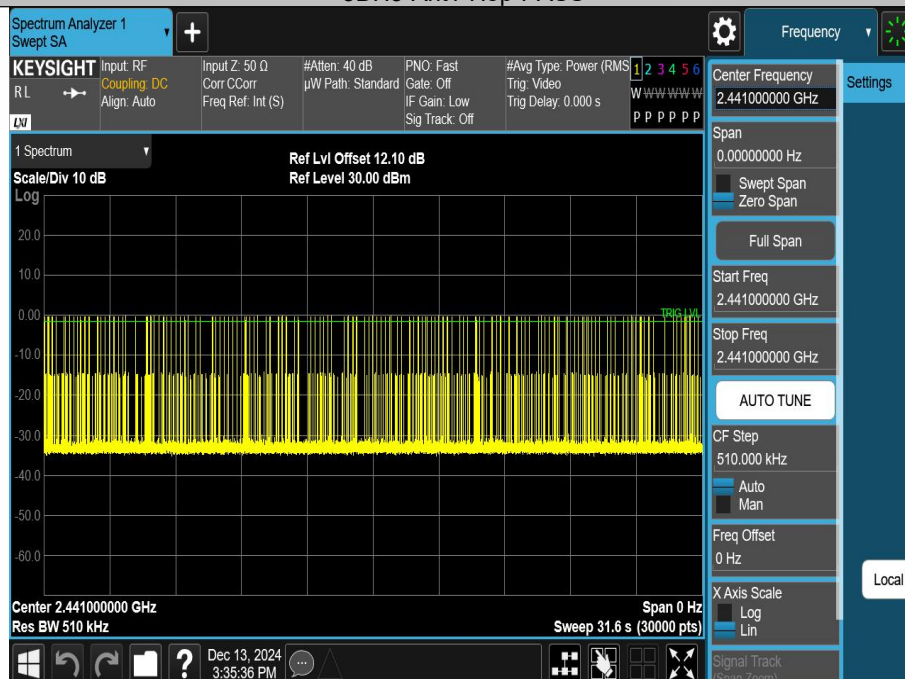 Spectrum Analyzer 1
Swept SA
+
Frequency
KEYSIGHT
RL
LXI
Input: RF
Coupling: DC
Align: Auto
Input Z: 50 Ω
Corr CCorr
Freq Ref: Int (S)
#Atten: 40 dB
µW Path: Standard
PNO: Fast
Gate: Off
IF Gain: Low
Sig Track: Off
#Avg Type: Power (RMS
Trig: Video
Trig Delay: 0.000 s
1 2 3 4 5 6
W W W W W W
P P P P P P
1 Spectrum
Scale/Div 10 dB
Log
Ref Lvl Offset 12.10 dB
Ref Level 30.00 dBm
20.0
10.0
0.00
TRIG LVL
-10.0
-20.0
-30.0
-40.0
-50.0
-60.0
Center 2.441000000 GHz
Res BW 510 kHz
Span 0 Hz
Sweep 31.6 s (30000 pts)
Center Frequency
2.441000000 GHz
Span
0.00000000 Hz
Swept Span
Zero Span
Full Span
Start Freq
2.441000000 GHz
Stop Freq
2.441000000 GHz
AUTO TUNE
CF Step
510.000 kHz
Auto
Man
Freq Offset
0 Hz
X Axis Scale
Log
Lin
Signal Track
(Span Zoom)
Settings
Local
?
Dec 13, 2024
3:35:36 PM